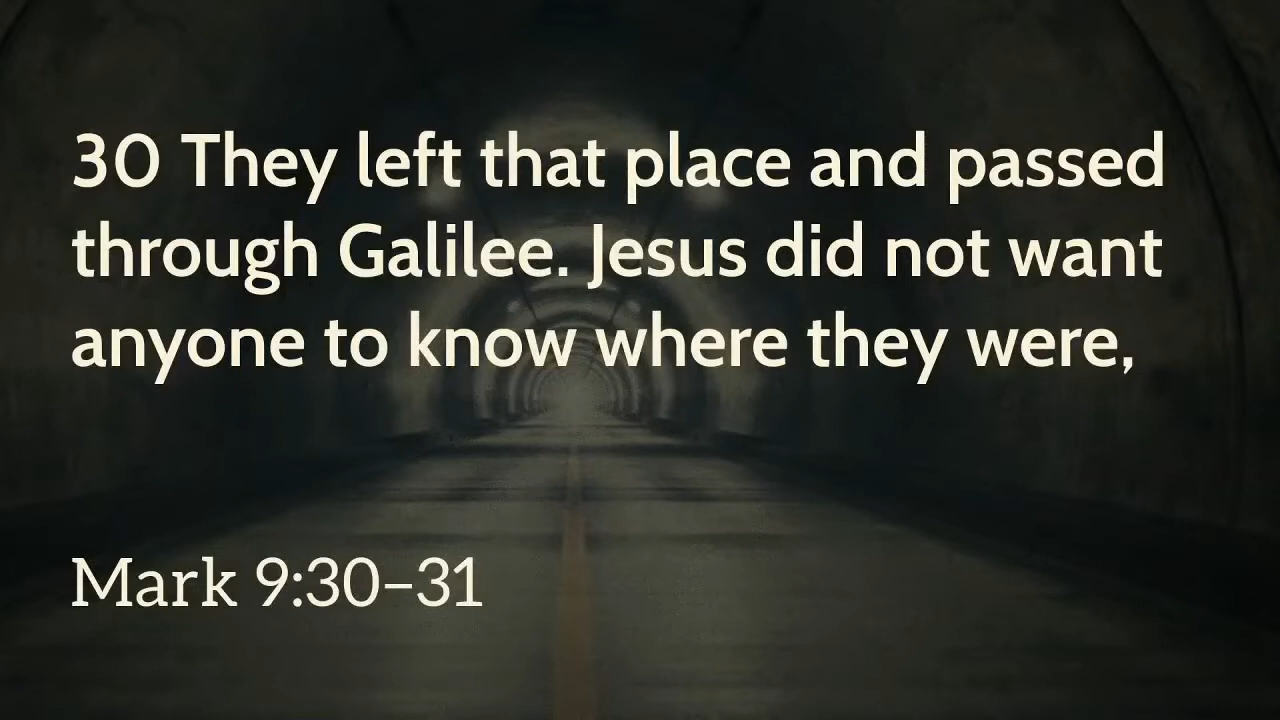 30 They left that place and passed
through Galilee. Jesus did not want
anyone to know where they were,
Mark 9:30–31